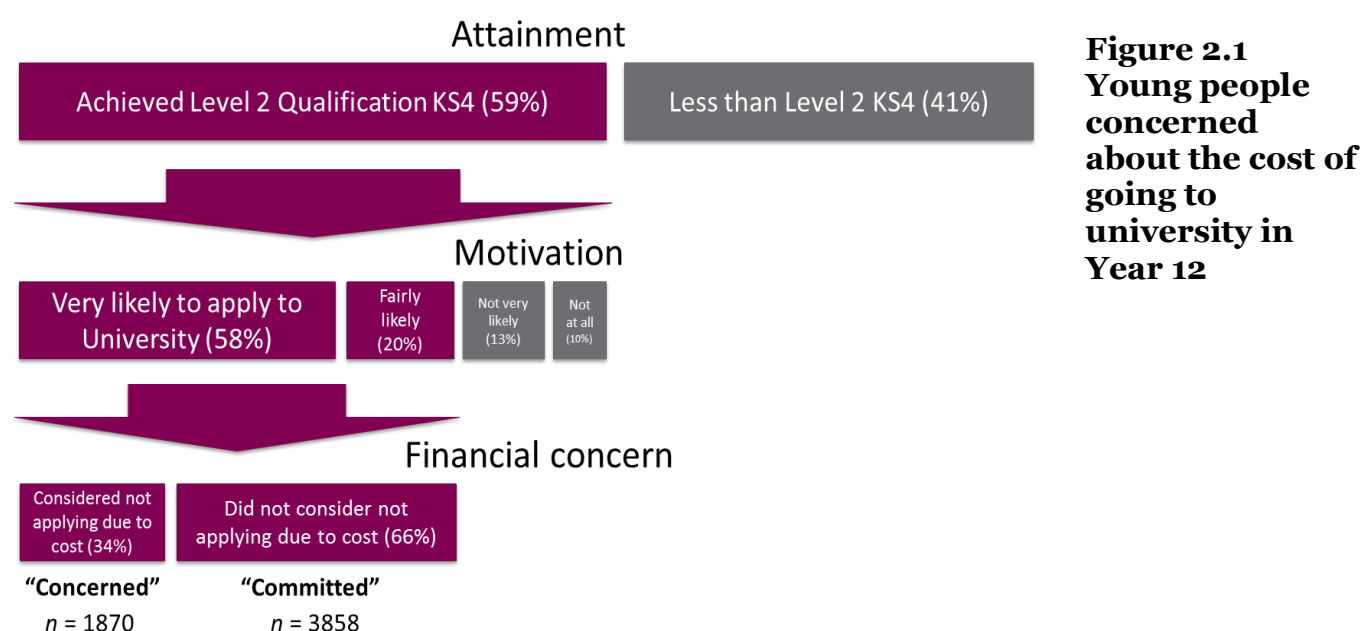 Attainment
Achieved Level 2 Qualification KS4 (59%)
Less than Level 2 KS4 (41%)
Motivation
Very likely to apply to
University (58%)
Fairly
likely
(20%)
Not very
likely
(13%)
Not
at all
(10%)
Financial concern
Considered not
applying due to
cost (34%)
Did not consider not
applying due to cost (66%)
“Concerned”
n = 1870
“Committed”
n = 3858
Figure 2.1
Young people
concerned
about the cost of
going to
university in
Year 12